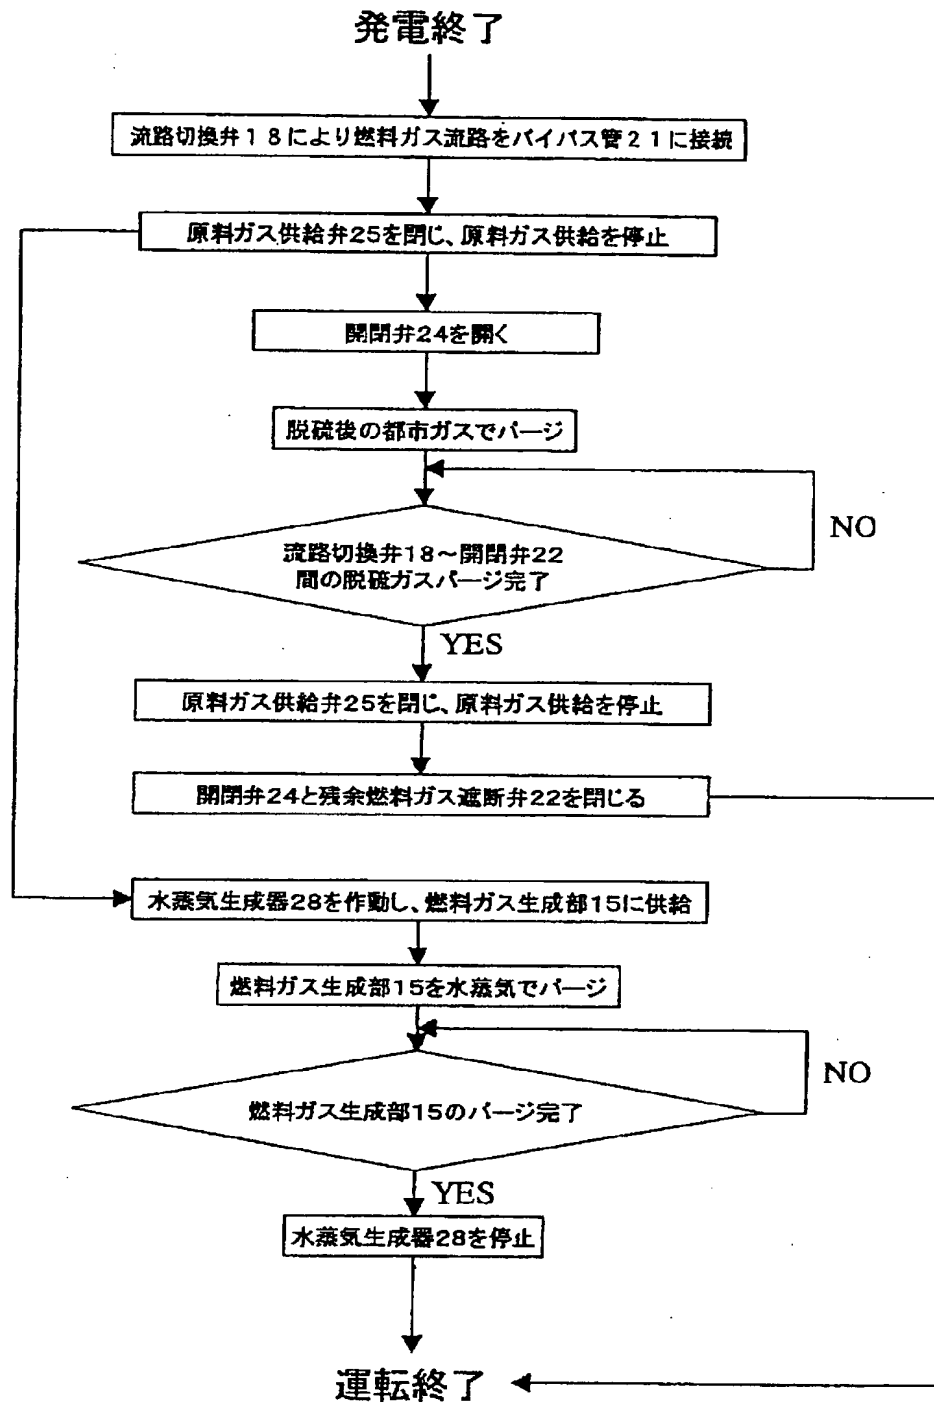 発電終了
流路切換弁18により燃料ガス流路をバイパス管21に接続
原料ガス供給弁25を閉じ、原料ガス供給を停止
開閉弁24を開く
脱硫後の都市ガスでパージ
NO
流路切換弁18～開閉弁22
間の脱硫ガスパージ完了
YES
原料ガス供給弁25を閉じ、原料ガス供給を停止
開閉弁24と残余燃料ガス遮断弁22を閉じる
水蒸気生成器28を作動し、燃料ガス生成部15に供給
燃料ガス生成部15を水蒸気でパージ
NO
燃料ガス生成部15のパージ完了
YES
水蒸気生成器28を停止
運転終了